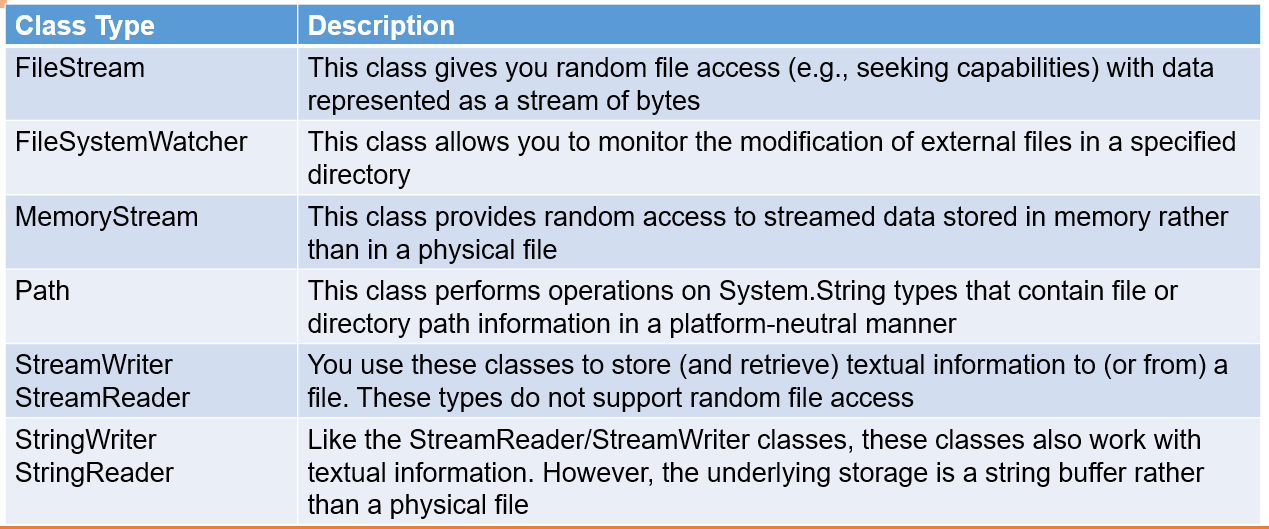 Class Type
Description
FileStream
This class gives you random file access (e.g., seeking capabilities) with data
represented as a stream of bytes
FileSystemWatcher
This class allows you to monitor the modification of external files in a specified
directory
MemoryStream
This class provides random access to streamed data stored in memory rather
than in a physical file
Path
This class performs operations on System.String types that contain file or
directory path information in a platform-neutral manner
StreamWriter
StreamReader
You use these classes to store (and retrieve) textual information to (or from) a
file. These types do not support random file access
StringWriter
StringReader
Like the StreamReader/StreamWriter classes, these classes also work with
textual information. However, the underlying storage is a string buffer rather
than a physical file